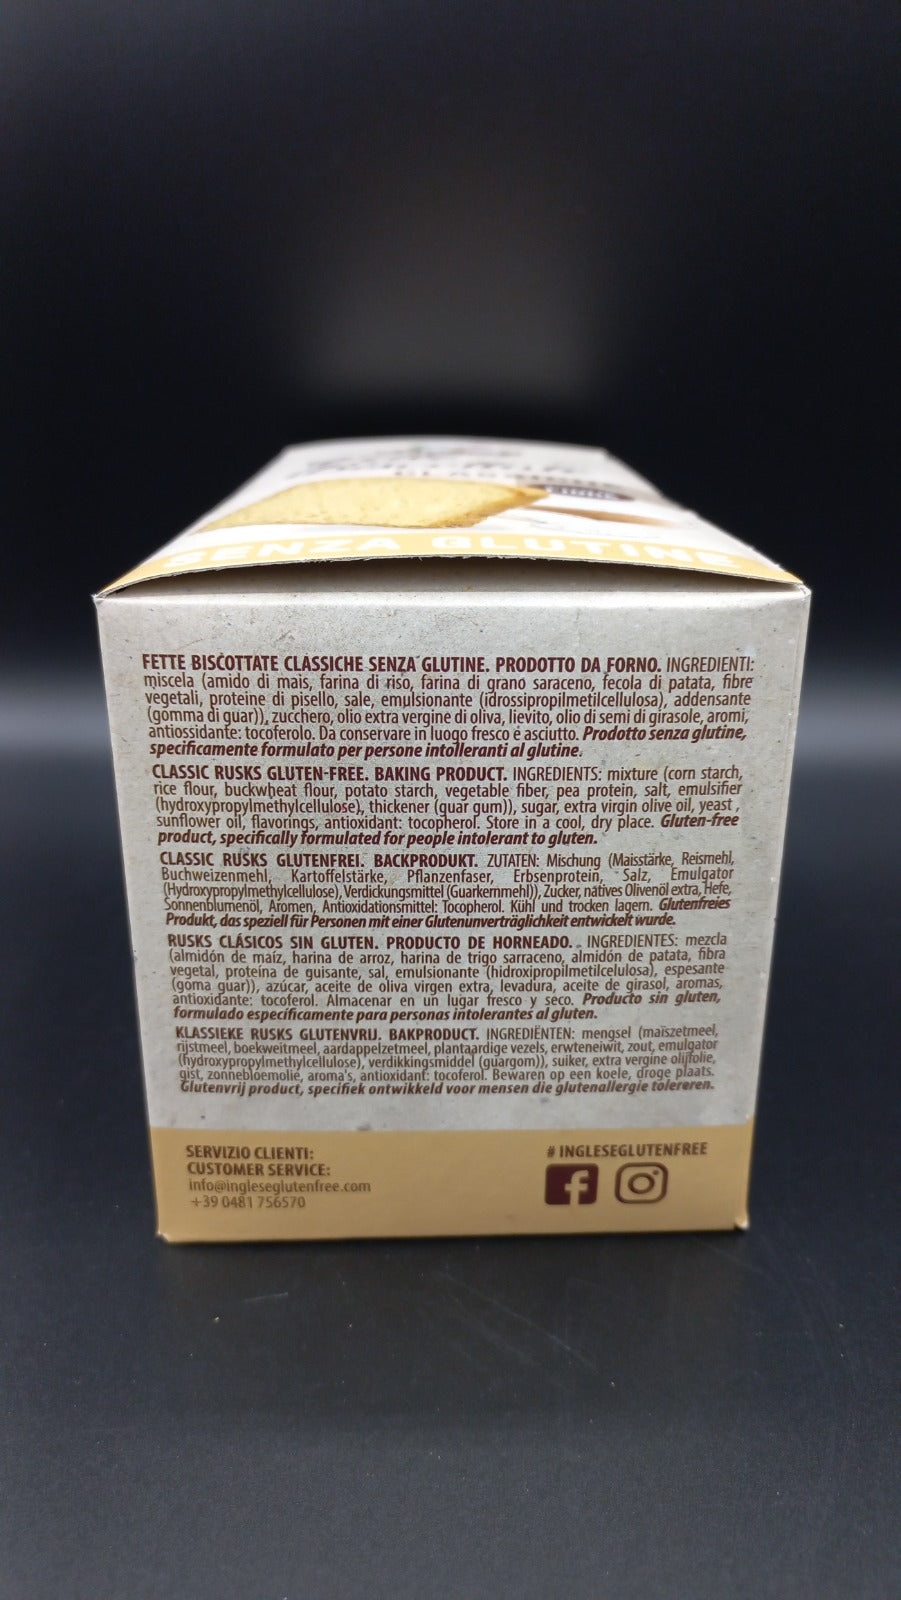 SENZA GLUTINE
FETTE BISCOTTATE CLASSICHE SENZA GLUTINE. PRODOTTO DA FORNO. INGREDIENTI:
miscela (amido di mais, farina di riso, farina di grano saraceno, fecola di patata, fibre
vegetali, proteine di pisello, sale, emulsionante (idrossipropilmetilcellulosa), addensante
(gomma di guar)), zucchero, olio extra vergine di oliva, lievito, olio di semi di girasole, aromi,
antiossidante: tocoferolo. Da conservare in luogo fresco e asciutto. Prodotto senza glutine,
specificamente formulato per persone intolleranti al glutine.
CLASSIC RUSKS GLUTEN-FREE. BAKING PRODUCT. INGREDIENTS: mixture (corn starch,
rice flour, buckwheat flour, potato starch, vegetable fiber, pea protein, salt, emulsifier
(hydroxypropylmethylcellulose), thickener (guar gum)), sugar, extra virgin olive oil, yeast ,
sunflower oil, flavorings, antioxidant: tocopherol. Store in a cool, dry place. Gluten-free
product, specifically formulated for people intolerant to gluten.
CLASSIC RUSKS GLUTENFREI. BACKPRODUKT. ZUTATEN: Mischung (Maisstärke, Reismehl,
Buchweizenmehl, Kartoffelstärke, Pflanzenfaser, Erbsenprotein, Salz, Emulgator
(Hydroxypropylmethylcellulose), Verdickungsmittel (Guarkernmehl)), Zucker, natives Olivenöl extra, Hefe,
Sonnenblumenöl, Aromen, Antioxidationsmittel: Tocopherol. Kühl und trocken lagern. Glutenfreies
Produkt, das speziell für Personen mit einer Glutenunverträglichkeit entwickelt wurde.
RUSKS CLÁSICOS SIN GLUTEN. PRODUCTO DE HORNEADO. INGREDIENTES: mezcla
(almidón de maíz, harina de arroz, harina de trigo sarraceno, almidón de patata, fibra
vegetal, proteína de guisante, sal, emulsionante (hidroxipropilmetilcelulosa), espesante
(goma guar)), azúcar, aceite de oliva virgen extra, levadura, aceite de girasol, aromas,
antioxidante: tocoferol. Almacenar en un lugar fresco y seco. Producto sin gluten,
formulado específicamente para personas intolerantes al gluten.
KLASSIEKE RUSKS GLUTENVRIJ. BAKPRODUCT. INGREDIËNTEN: mengsel (maïszetmeel,
rijstmeel, boekweitmeel, aardappelzetmeel, plantaardige vezels, erwteneiwit, zout, emulgator
(hydroxypropylmethylcellulose), verdikkingsmiddel (guargom)), suiker, extra vergine olijfolie,
gist, zonnebloemolie, aroma's, antioxidant: tocoferol. Bewaren op een koele, droge plaats.
Glutenvrij product, specifiek ontwikkeld voor mensen die glutenallergie tolereren.
SERVIZIO CLIENTI:
CUSTOMER SERVICE:
info@ingleseglutenfree.com
+39 0481 756570
# INGLESEGLUTENFREE